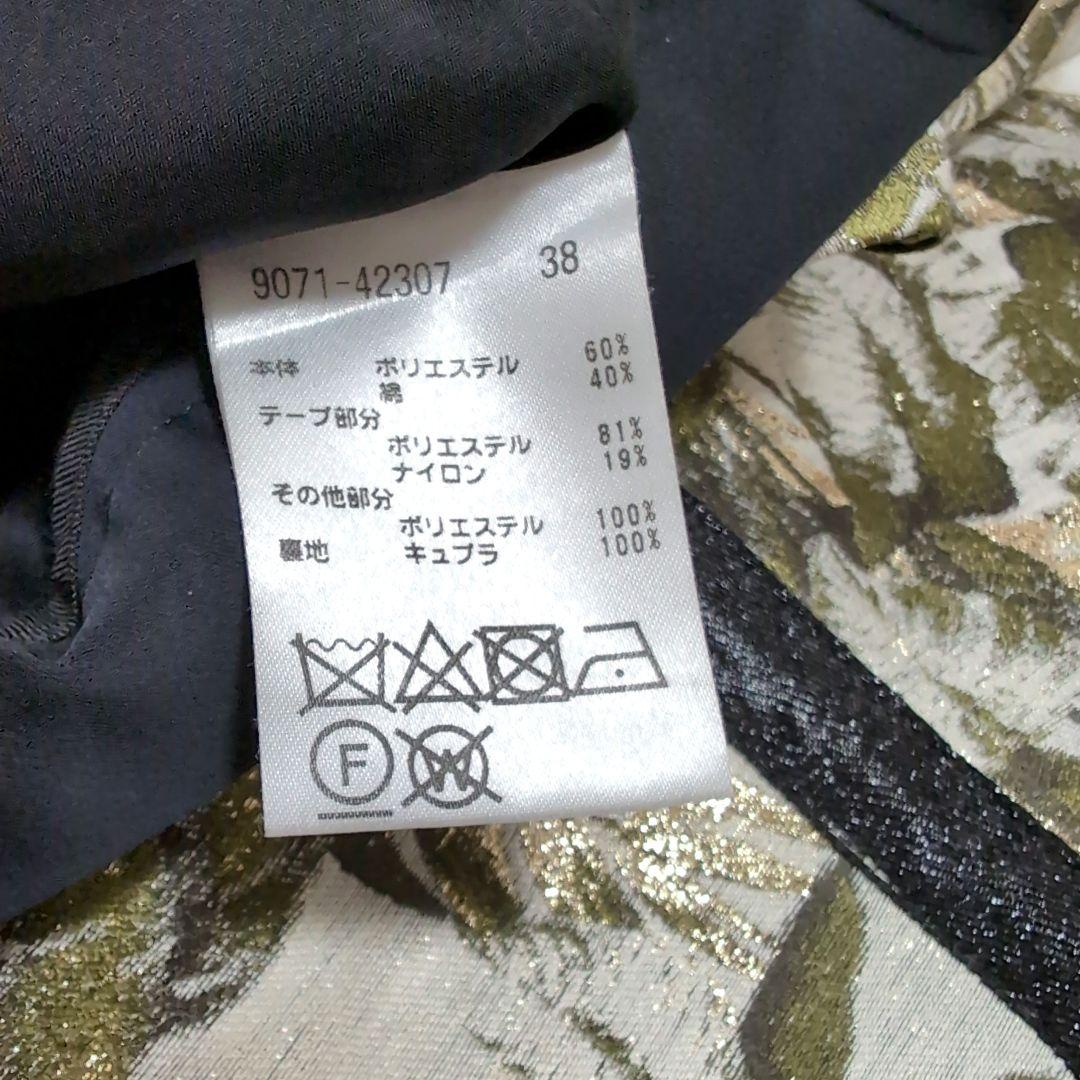 9071-42307 38
本体 ポリエステル 60%
綿 40%
テープ部分
ポリエステル 81%
ナイロン 19%
その他部分
ポリエステル 100%
裏地 キュプラ 100%
F W